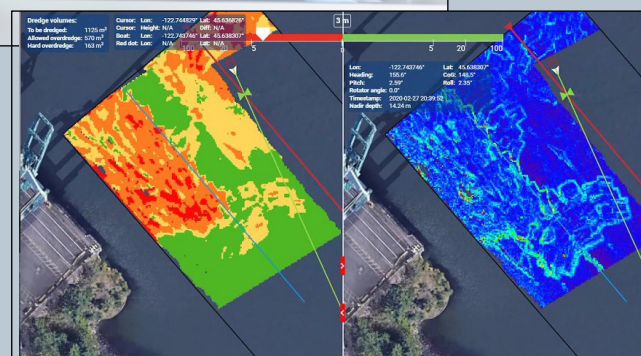 Dredge volumes:
To be dredged: 1125 m³
Allowed overdredge: 570 m³
Hard overdredge: 163 m³
Cursor: Lon: -122.744829° Lat: 45.636826°
Cursor: Height: N/A Diff: N/A
Boat: Lon: -122.743746° Lat: 45.638307°
Red dot: Lon: N/A Lat: N/A
5
3 m
0
5 20 100
Lon: -122.743746° Lat: 45.638307°
Heading: 155.6° CoG: 148.5°
Pitch: 2.59° Roll: 2.35°
Rotator angle: 0.0°
Timestamp: 2020-02-27 20:39:52
Nadir depth: 14.24 m